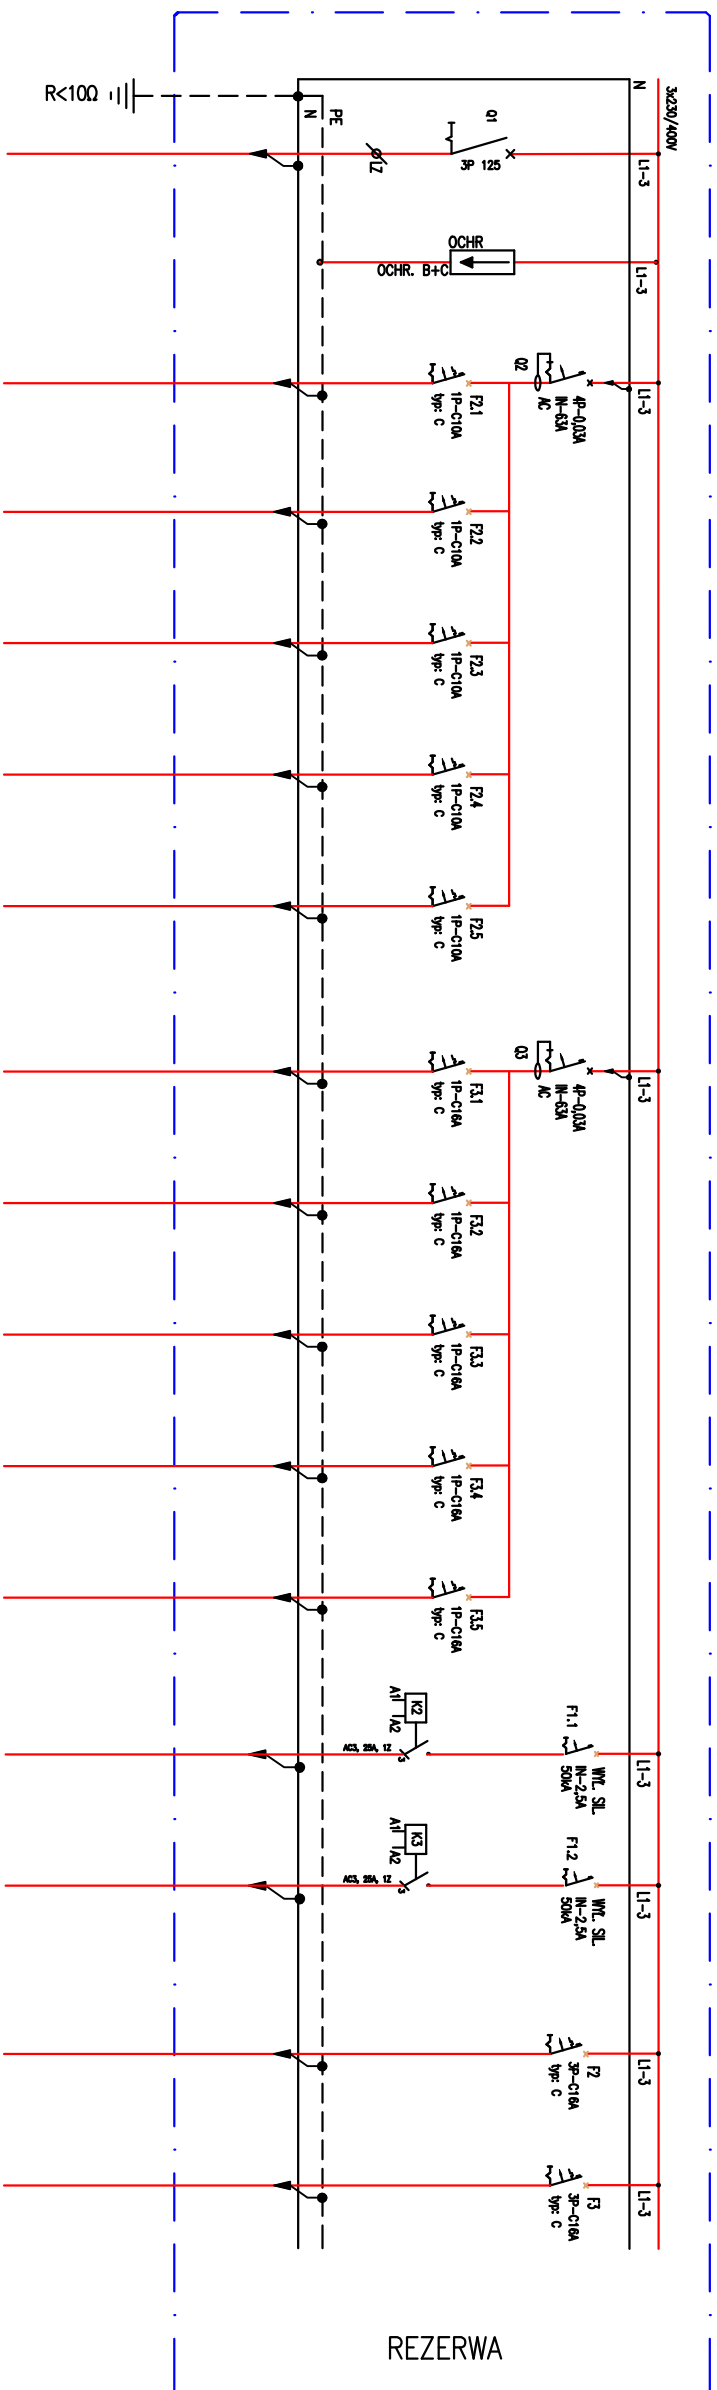 3x230/400V
N
R<10Ω
PE
N
Q1
3P 125
LZ
L1-3
OCHR
OCHR. B+C
L1-3
Q2
4P-0,03A
IN-63A
AC
L1-3
F2.1
1P-C10A
typ: C
F2.2
1P-C10A
typ: C
F2.3
1P-C10A
typ: C
F2.4
1P-C10A
typ: C
F2.5
1P-C10A
typ: C
Q3
4P-0,03A
IN-63A
AC
L1-3
F3.1
1P-C16A
typ: C
F3.2
1P-C16A
typ: C
F3.3
1P-C16A
typ: C
F3.4
1P-C16A
typ: C
F3.5
1P-C16A
typ: C
F1.1
WYŁ. SIL.
IN-2,5A
50kA
L1-3
K2
A1
A2
AC3, 25A, 1Z
3
F1.2
WYŁ. SIL.
IN-2,5A
50kA
L1-3
K3
A1
A2
AC3, 25A, 1Z
3
F2
3P-C16A
typ: C
L1-3
F3
3P-C16A
typ: C
L1-3
REZERWA